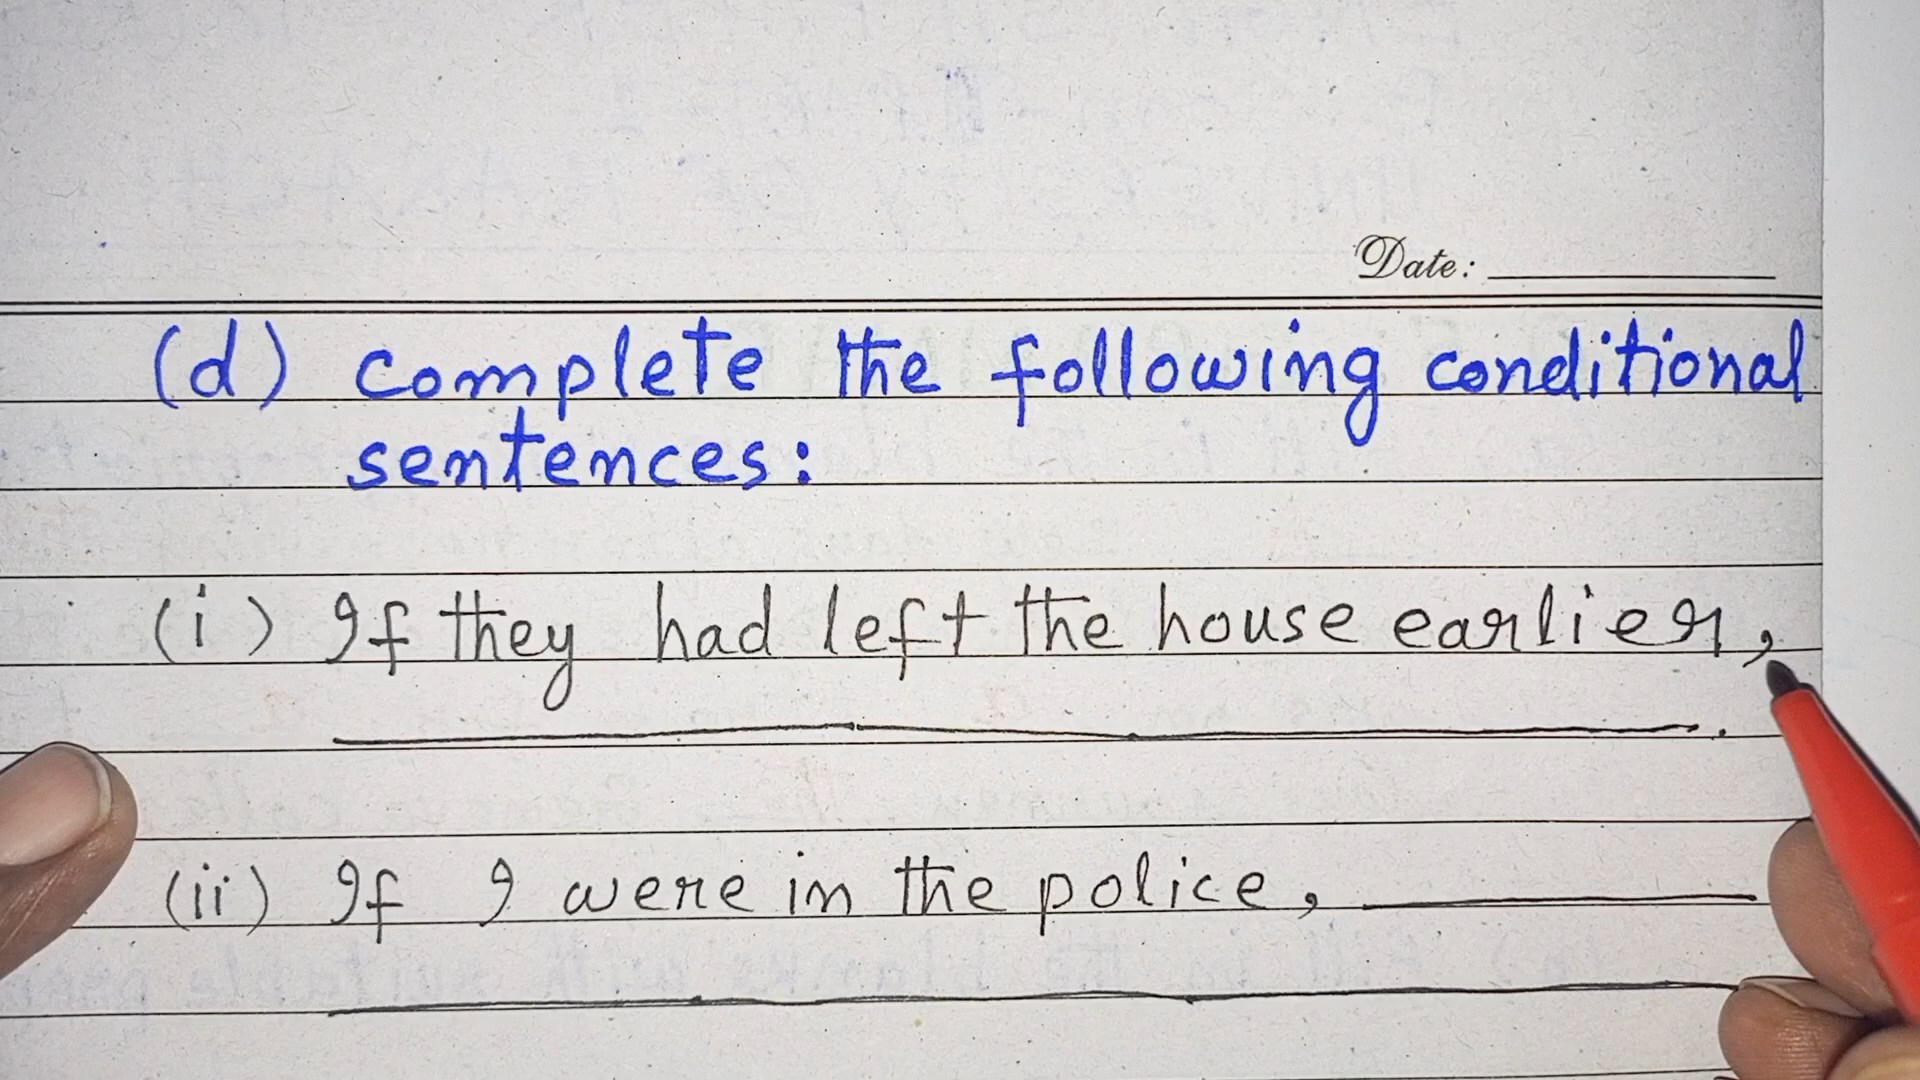 Date:
(d) complete the following conditional
sentences:
(i) If they had left the house earlier,
.
(ii) If I were in the police,